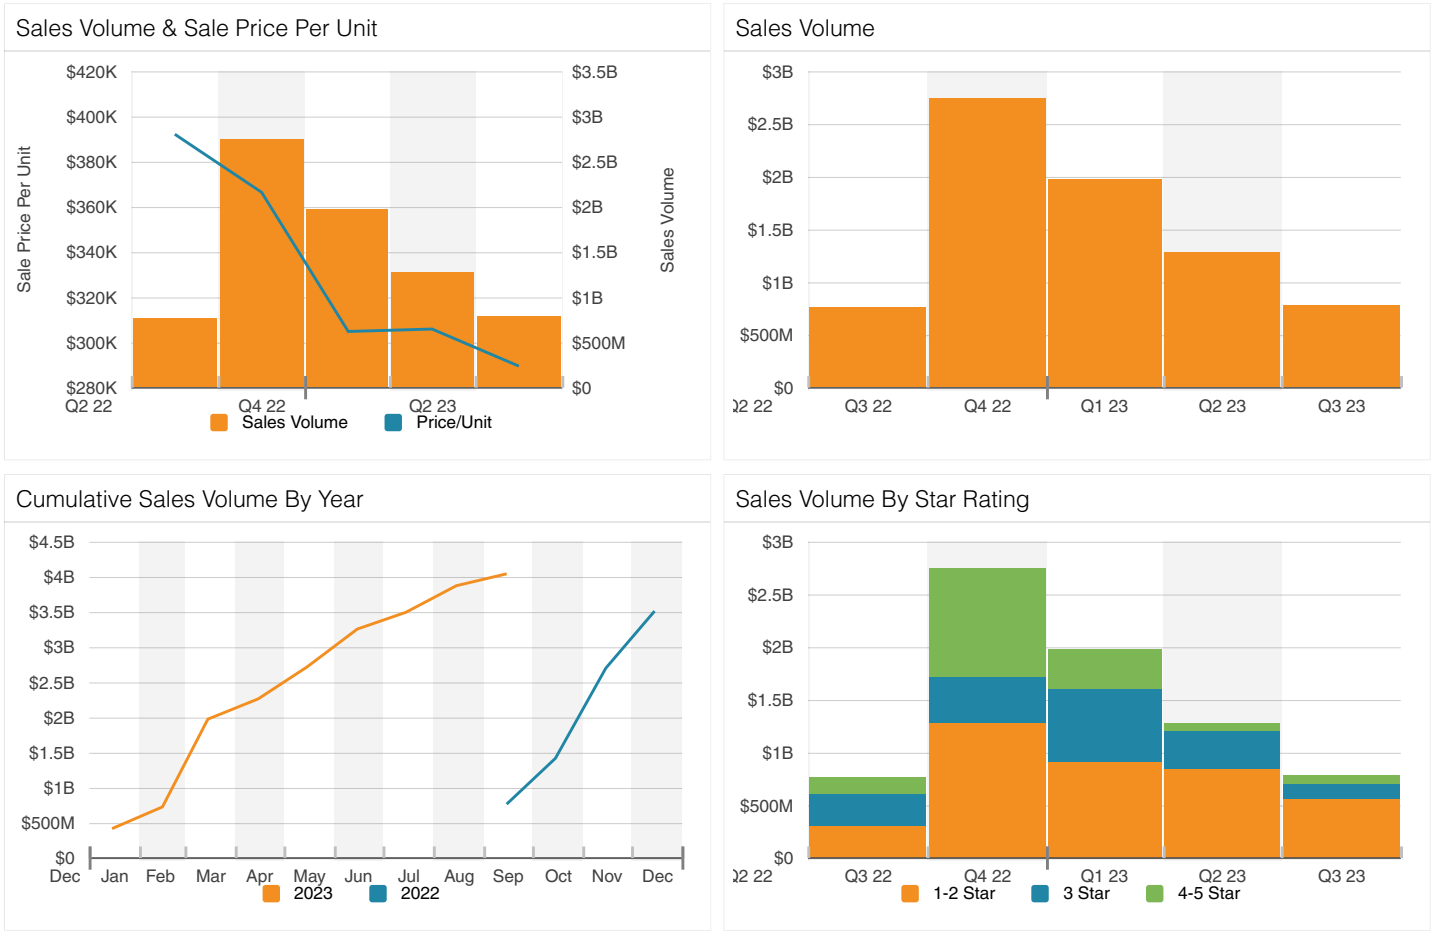 Sales Volume & Sale Price Per Unit
Sale Price Per Unit
$420K
$400K
$380K
$360K
$340K
$320K
$300K
$280K
$3.5B
$3B
$2.5B
$2B
$1.5B
$1B
$500M
$0
Sales Volume
Q2 22 Q4 22 Q2 23
Sales Volume Price/Unit
Sales Volume
$3B
$2.5B
$2B
$1.5B
$1B
$500M
$0
Q2 22 Q3 22 Q4 22 Q1 23 Q2 23 Q3 23
Cumulative Sales Volume By Year
$4.5B
$4B
$3.5B
$3B
$2.5B
$2B
$1.5B
$1B
$500M
$0
Dec Jan Feb Mar Apr May Jun Jul Aug Sep Oct Nov Dec
2023 2022
Sales Volume By Star Rating
$3B
$2.5B
$2B
$1.5B
$1B
$500M
$0
Q2 22 Q3 22 Q4 22 Q1 23 Q2 23 Q3 23
1-2 Star 3 Star 4-5 Star